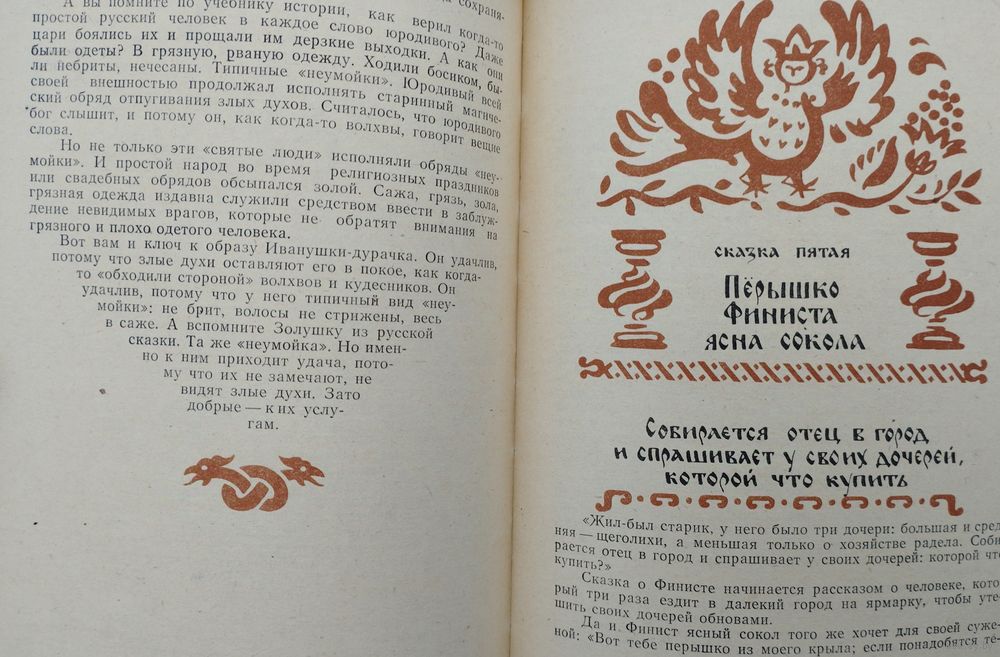 сохраня-
А вы помните по учебнику истории, как верил когда-то
простой русский человек в каждое слово юродивого? Даже
цари боялись их и прощали им дерзкие выходки. А как они
были одеты? В грязную, рваную одежду. Ходили босиком, бы-
ли небриты, нечесаны. Типичные «неумойки». Юродивый всей
своей внешностью продолжал исполнять старинный магиче-
ский обряд отпугивания злых духов. Считалось, что юродивого
бог слышит, и потому он, как когда-то волхвы, говорит вещие
слова.
Но не только эти «святые люди» исполняли обряды «неу-
мойки». И простой народ во время религиозных праздников
или свадебных обрядов обсыпался золой. Сажа, грязь, зола,
грязная одежда издавна служили средством ввести в заблуж-
дение невидимых врагов, которые не обратят внимания на
грязного и плохо одетого человека.
Вот вам и ключ к образу Иванушки-дурачка. Он удачлив,
потому что злые духи оставляют его в покое, как когда-
то «обходили стороной» волхвов и кудесников. Он
удачлив, потому что у него типичный вид «неу-
мойки»: не брит, волосы не стрижены, весь
в саже. А вспомните Золушку из русской
сказки. Та же «неумойка». Но имен-
но к ним приходит удача, пото-
му что их не замечают, не
видят злые духи. Зато
добрые — к их услу-
гам.
СКАЗКА ПЯТАЯ
ПЁРЫШКО
ФИНИСТА
ЯСНА СОКОЛА
СОБИРАЕТСЯ ОТЕЦ В ГОРОД
И СПРАШИВАЕТ У СВОИХ ДОЧЕРЕЙ,
КОТОРОЙ ЧТО КУПИТЬ
«Жил-был старик, у него было три дочери: большая и сред-
няя — щеголихи, а меньшая только о хозяйстве радела. Соби-
рается отец в город и спрашивает у своих дочерей: которой что
купить?»
Сказка о Финисте начинается рассказом о человеке, кото-
рый три раза ездит в далекий город на ярмарку, чтобы уте-
шить своих дочерей обновами.
Да и Финист ясный сокол того же хочет для своей суже-
ной: «Вот тебе перышко из моего крыла; если понадобятся те-